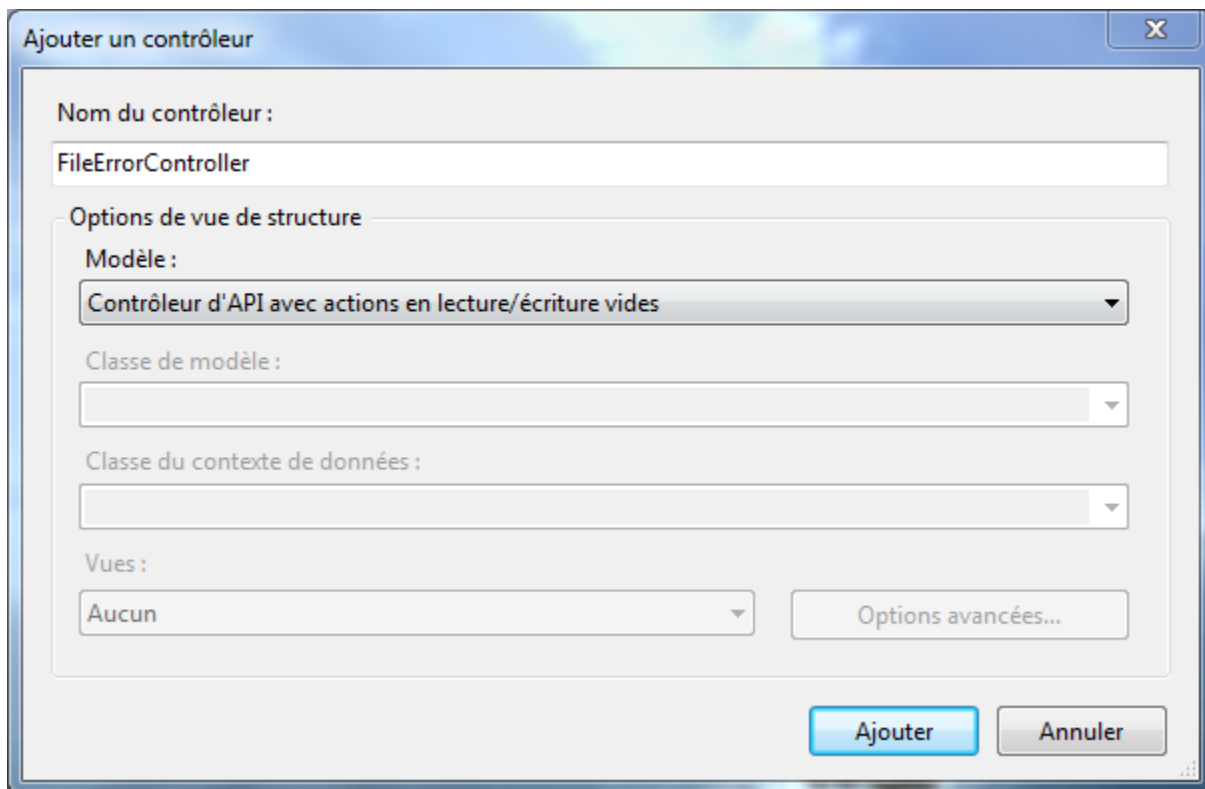 Ajouter un contrôleur
Nom du contrôleur :
FileErrorController
Options de vue de structure
Modèle :
Contrôleur d'API avec actions en lecture/écriture vides
Classe de modèle :
Classe du contexte de données :
Vues :
Aucun
Options avancées...
Ajouter
Annuler